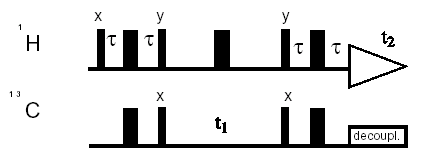 x y y
¹H τ τ τ τ t₂
x x
¹³C t₁ decoupl.